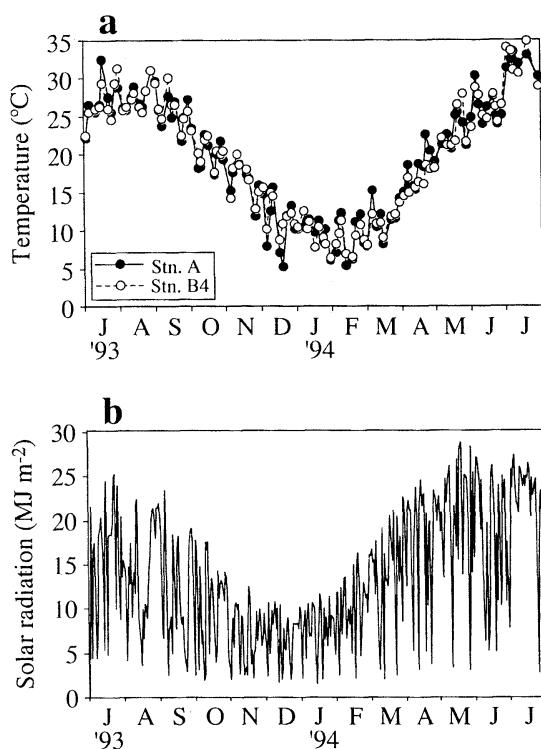 a
Temperature (°C)
35
30
25
20
15
10
5
0
Stn. A
Stn. B4
J A S O N D J F M A M J J
'93 '94
b
Solar radiation (MJ m⁻²)
30
25
20
15
10
5
0
J A S O N D J F M A M J J
'93 '94